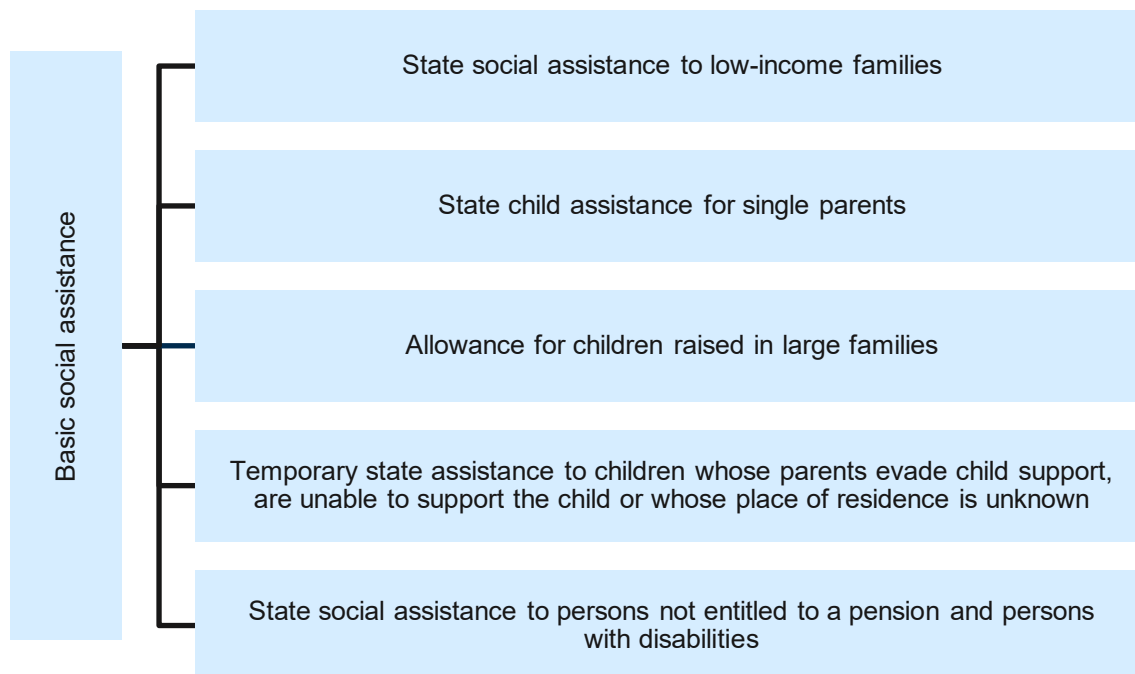 Basic social assistance
State social assistance to low-income families
State child assistance for single parents
Allowance for children raised in large families
Temporary state assistance to children whose parents evade child support,
are unable to support the child or whose place of residence is unknown
State social assistance to persons not entitled to a pension and persons
with disabilities